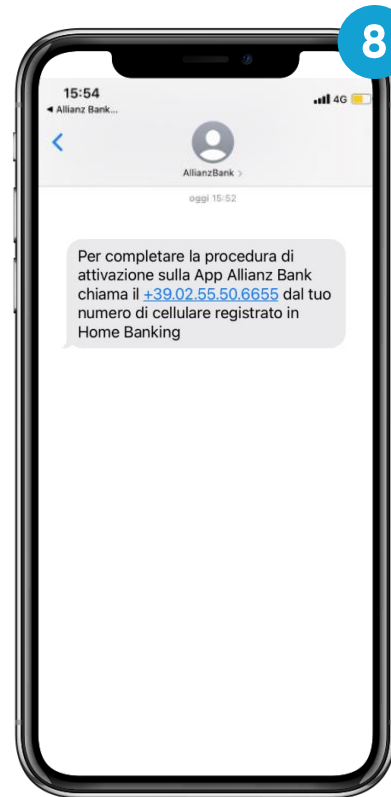 8
15:54
4G
◀ Allianz Bank...
AllianzBank >
oggi 15:52
Per completare la procedura di
attivazione sulla App Allianz Bank
chiama il +39.02.55.50.6655 dal tuo
numero di cellulare registrato in
Home Banking